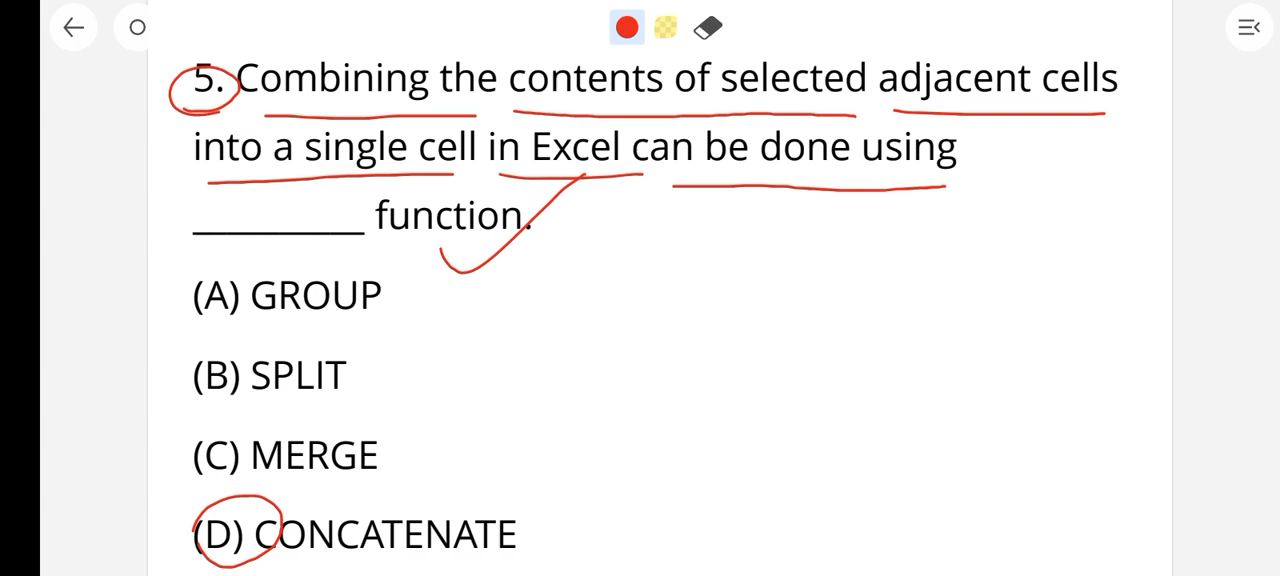 5. Combining the contents of selected adjacent cells
into a single cell in Excel can be done using
_________ function.
(A) GROUP
(B) SPLIT
(C) MERGE
(D) CONCATENATE